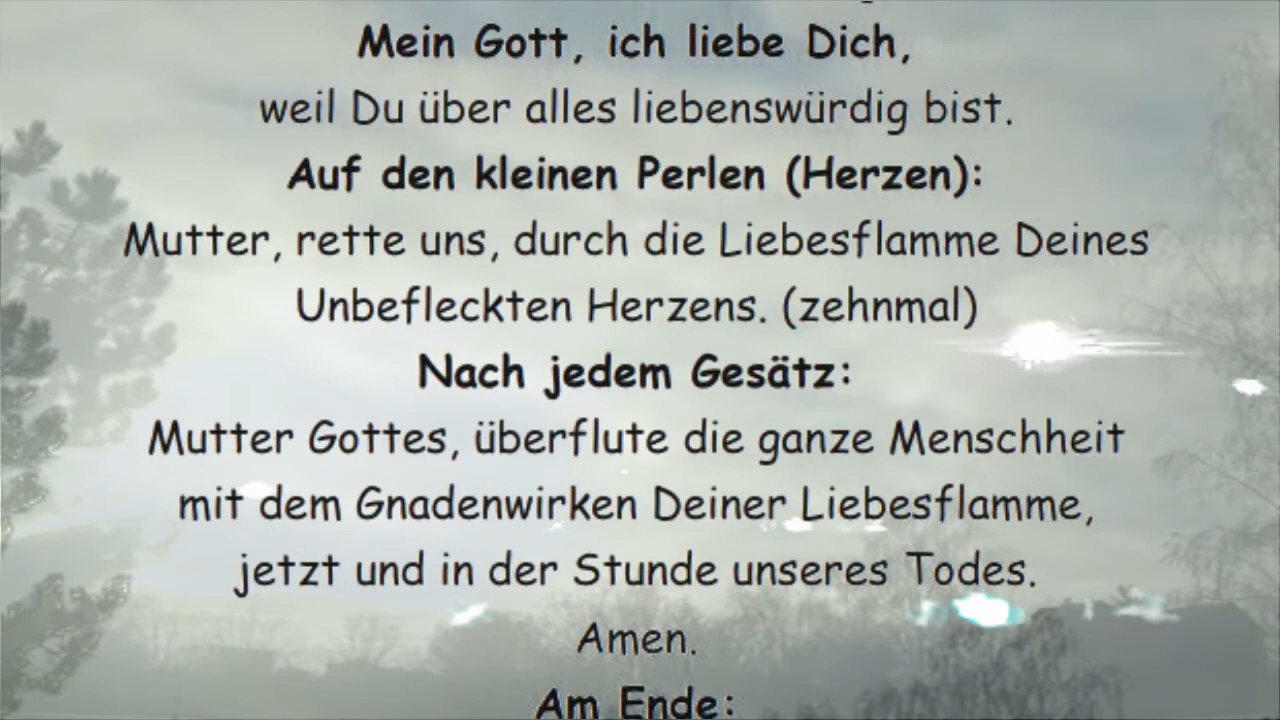 Mein Gott, ich liebe Dich,
weil Du über alles liebenswürdig bist.
Auf den kleinen Perlen (Herzen):
Mutter, rette uns, durch die Liebesflamme Deines
Unbefleckten Herzens. (zehnmal)
Nach jedem Gesätz:
Mutter Gottes, überflute die ganze Menschheit
mit dem Gnadenwirken Deiner Liebesflamme,
jetzt und in der Stunde unseres Todes.
Amen.
Am Ende: